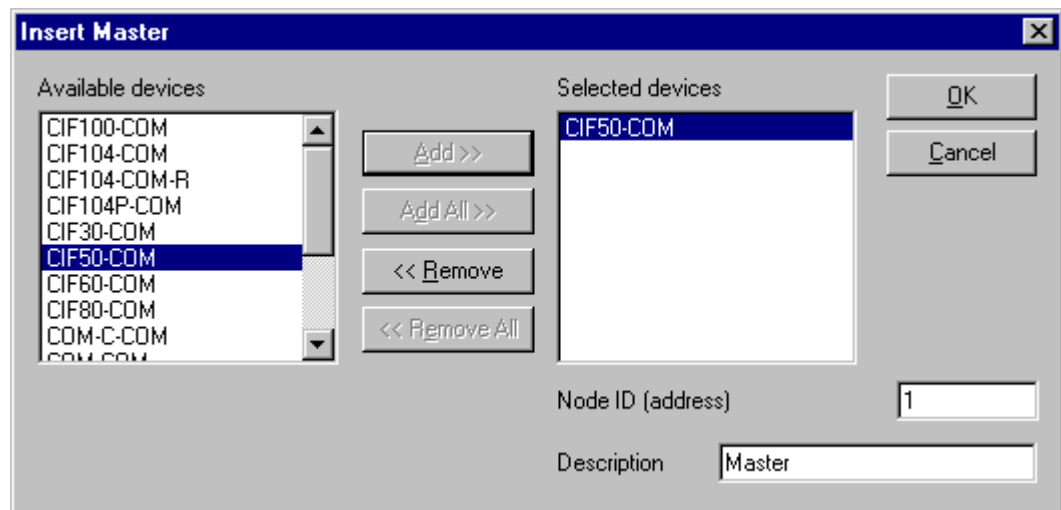 Insert Master
Available devices
CIF100-COM
CIF104-COM
CIF104-COM-R
CIF104P-COM
CIF30-COM
CIF50-COM
CIF60-COM
CIF80-COM
COM-C-COM
COM-COM
Add >>
Add All >>
<< Remove
<< Remove All
Selected devices
CIF50-COM
OK
Cancel
Node ID (address)
1
Description
Master